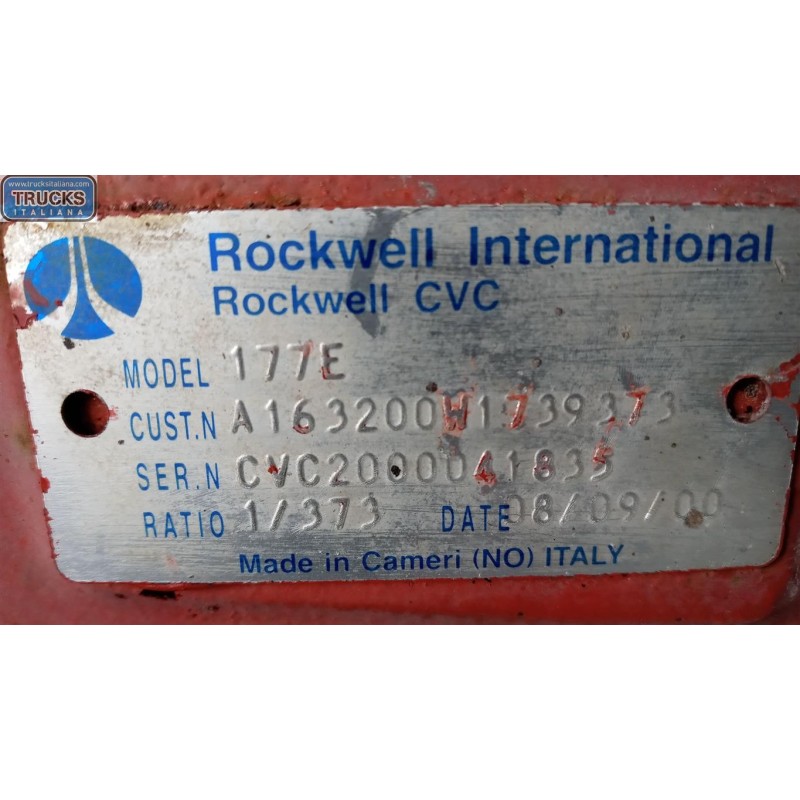 www.trucksitaliana.com
TRUCKS
ITALIANA
Rockwell International
Rockwell CVC
MODEL 177E
CUST.N A163200W1739373
SER.N CVC2000041835
RATIO 1/373 DATE 08/09/00
Made in Cameri (NO) ITALY